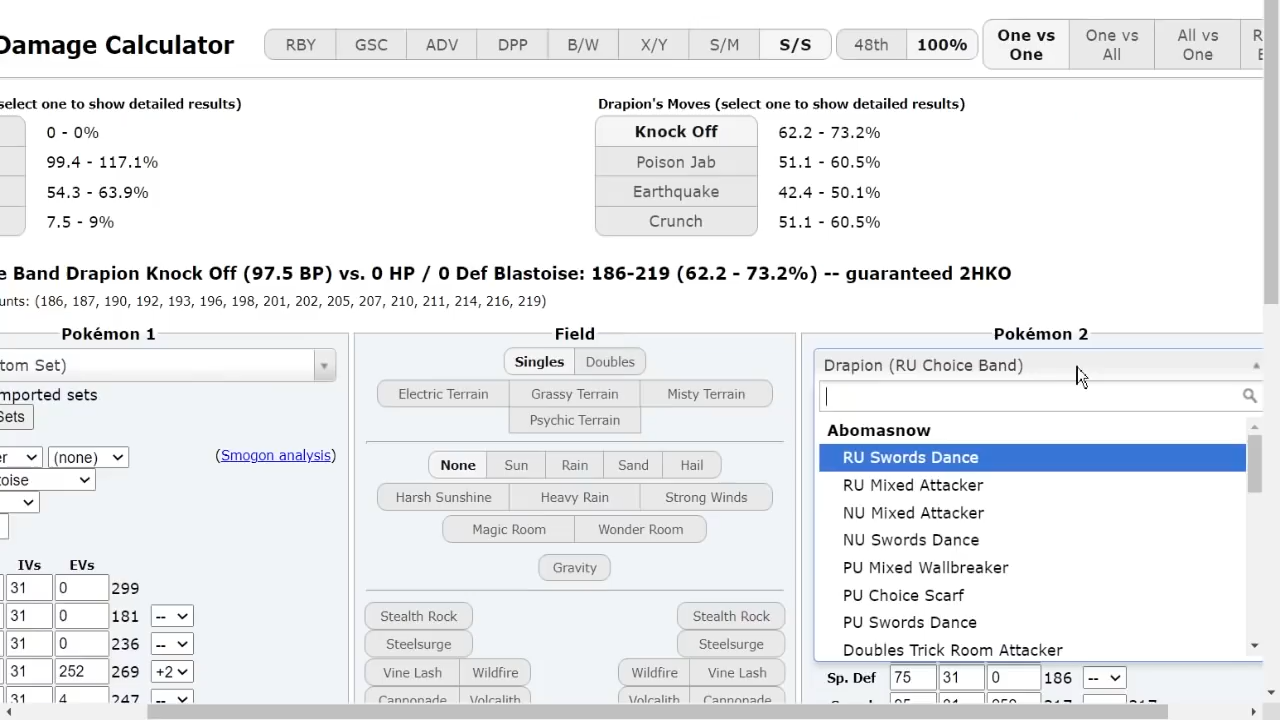 Damage Calculator RBY GSC ADV DPP B/W X/Y S/M S/S 48th 100% One vs One One vs All All vs One
select one to show detailed results)
0 - 0%
99.4 - 117.1%
54.3 - 63.9%
7.5 - 9%
Drapion's Moves (select one to show detailed results)
Knock Off 62.2 - 73.2%
Poison Jab 51.1 - 60.5%
Earthquake 42.4 - 50.1%
Crunch 51.1 - 60.5%
e Band Drapion Knock Off (97.5 BP) vs. 0 HP / 0 Def Blastoise: 186-219 (62.2 - 73.2%) -- guaranteed 2HKO
unts: (186, 187, 190, 192, 193, 196, 198, 201, 202, 205, 207, 210, 211, 214, 216, 219)
Pokémon 1
tom Set)
mported sets
Sets
er (none) (Smogon analysis)
toise
IVs EVs
31 0 299
31 0 181 --
31 0 236 --
31 252 269 +2
31 4 247 --
Field
Singles Doubles
Electric Terrain Grassy Terrain Misty Terrain
Psychic Terrain
None Sun Rain Sand Hail
Harsh Sunshine Heavy Rain Strong Winds
Magic Room Wonder Room
Gravity
Stealth Rock Stealth Rock
Steelsurge Steelsurge
Vine Lash Wildfire Wildfire Vine Lash
Cannonade Volcalith Volcalith Cannonade
Pokémon 2
Drapion (RU Choice Band)
Abomasnow
RU Swords Dance
RU Mixed Attacker
NU Mixed Attacker
NU Swords Dance
PU Mixed Wallbreaker
PU Choice Scarf
PU Swords Dance
Doubles Trick Room Attacker
Sp. Def 75 31 0 186 --